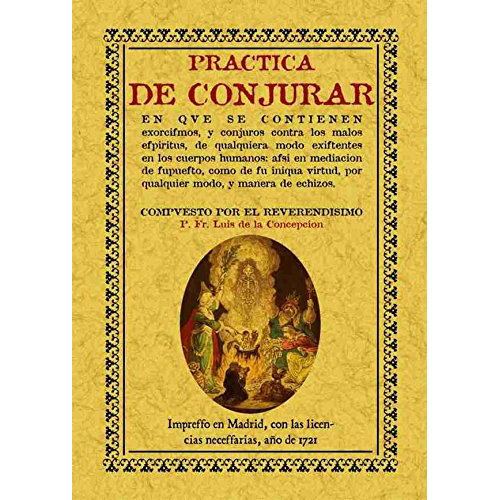 PRACTICA
DE CONJURAR
EN QVE SE CONTIENEN
exorcifmos, y conjuros contra los malos
efpiritus, de qualquiera modo exiftentes
en los cuerpos humanos: afsi en mediacion
de fupuefto, como de fu iniqua virtud, por
qualquier modo, y manera de echizos.
COMPVESTO POR EL REVERENDISIMO
P. Fr. Luis de la Concepcion
Impreffo en Madrid, con las licen-
cias neceffarias, año de 1721